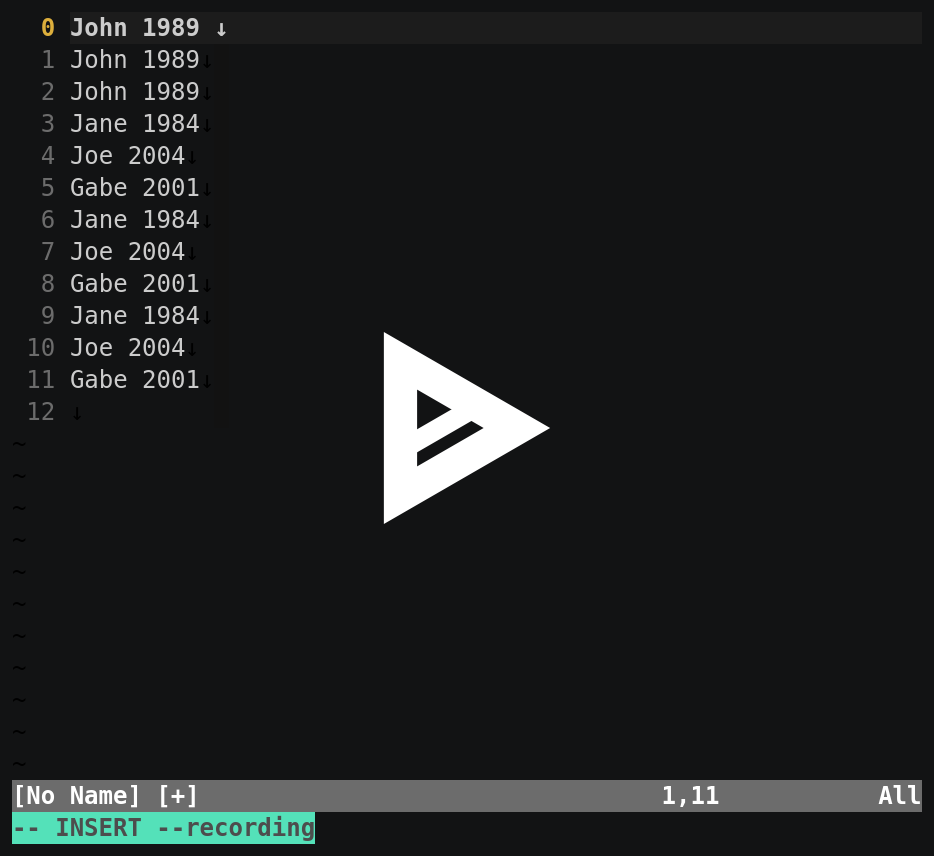 0 John 1989 ↓
1 John 1989↓
2 John 1989↓
3 Jane 1984↓
4 Joe 2004↓
5 Gabe 2001↓
6 Jane 1984↓
7 Joe 2004↓
8 Gabe 2001↓
9 Jane 1984↓
10 Joe 2004↓
11 Gabe 2001↓
12 ↓
~
~
~
~
~
~
~
~
~
~
~
[No Name] [+] 1,11 All
-- INSERT --recording